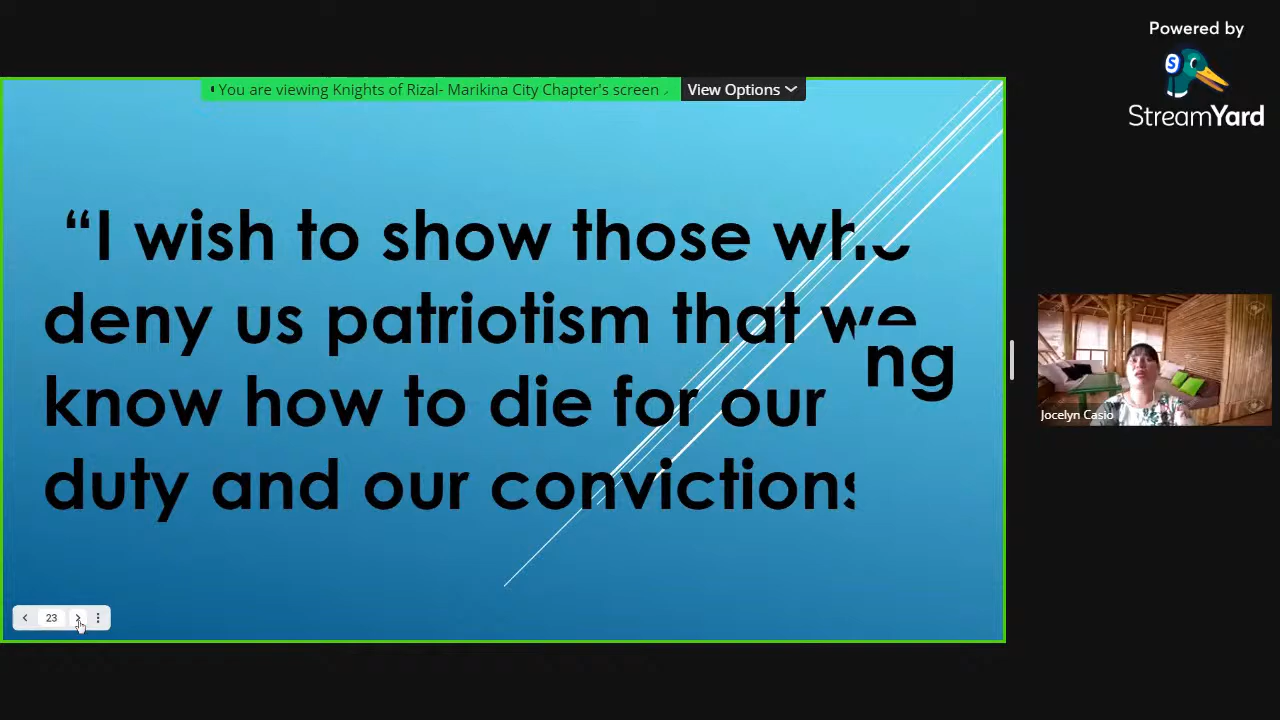 Powered by
StreamYard
You are viewing Knights of Rizal- Marikina City Chapter's screen
View Options
“I wish to show those who
deny us patriotism that we
ng
know how to die for our
duty and our convictions
Jocelyn Casio
23